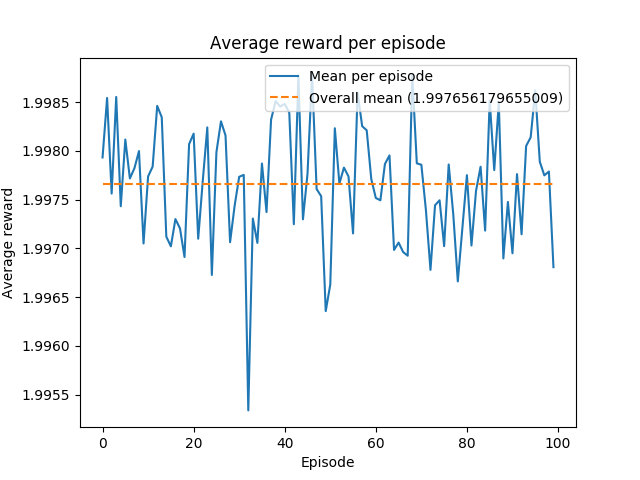 Average reward per episode
Mean per episode
Overall mean (1.997656179655009)
1.9985
1.9980
1.9975
1.9970
1.9965
1.9960
1.9955
Average reward
0 20 40 60 80 100
Episode